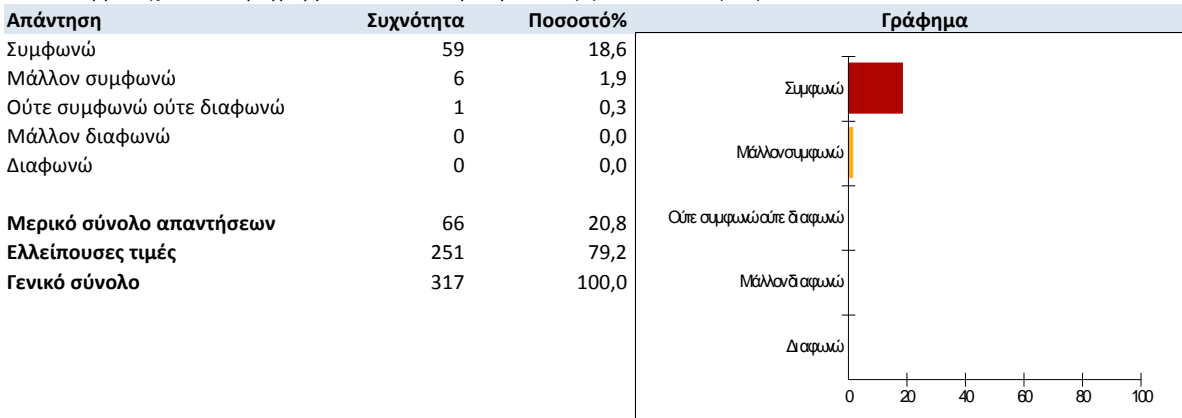 Απάντηση Συχνότητα Ποσοστό% Γράφημα
Συμφωνώ 59 18,6
Μάλλον συμφωνώ 6 1,9
Ούτε συμφωνώ ούτε διαφωνώ 1 0,3
Μάλλον διαφωνώ 0 0,0
Διαφωνώ 0 0,0
Μερικό σύνολο απαντήσεων 66 20,8
Ελλείπουσες τιμές 251 79,2
Γενικό σύνολο 317 100,0
Συμφωνώ
Μάλλον συμφωνώ
Ούτε συμφωνώ ούτε διαφωνώ
Μάλλον διαφωνώ
Διαφωνώ
0 20 40 60 80 100